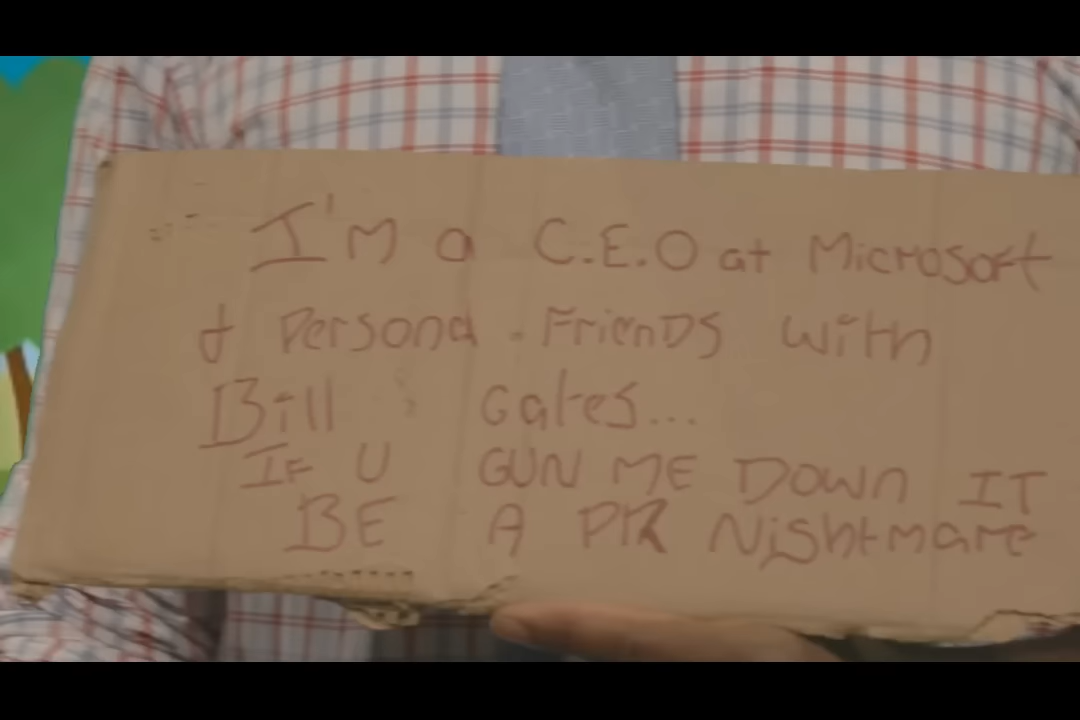 I'M a C.E.O at Microsoft
& Personal Friends with
Bill Gates...
IF U GUN ME DOWN IT
BE A PR Nightmare